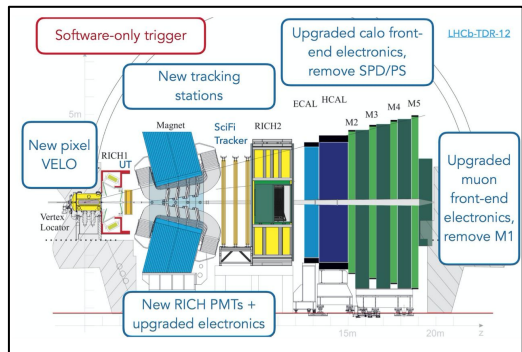 Software-only trigger
Upgraded calo front-
end electronics,
remove SPD/PS
LHCb-TDR-12
New tracking
stations
5m
ECAL
HCAL
M2
M3
M4
M5
Magnet
SciFi
Tracker
RICH2
New pixel
VELO
RICH1
UT
Upgraded
muon
front-end
electronics,
remove M1
Vertex
Locator
New RICH PMTs +
upgraded electronics
15m
20m
z